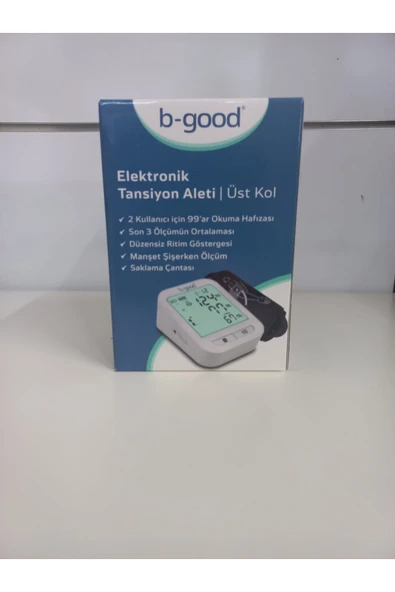 b-good®
Elektronik
Tansiyon Aleti | Üst Kol
✓ 2 Kullanıcı için 99'ar Okuma Hafızası
✓ Son 3 Ölçümün Ortalaması
✓ Düzensiz Ritim Göstergesi
✓ Manşet Şişerken Ölçüm
✓ Saklama Çantası
b-good